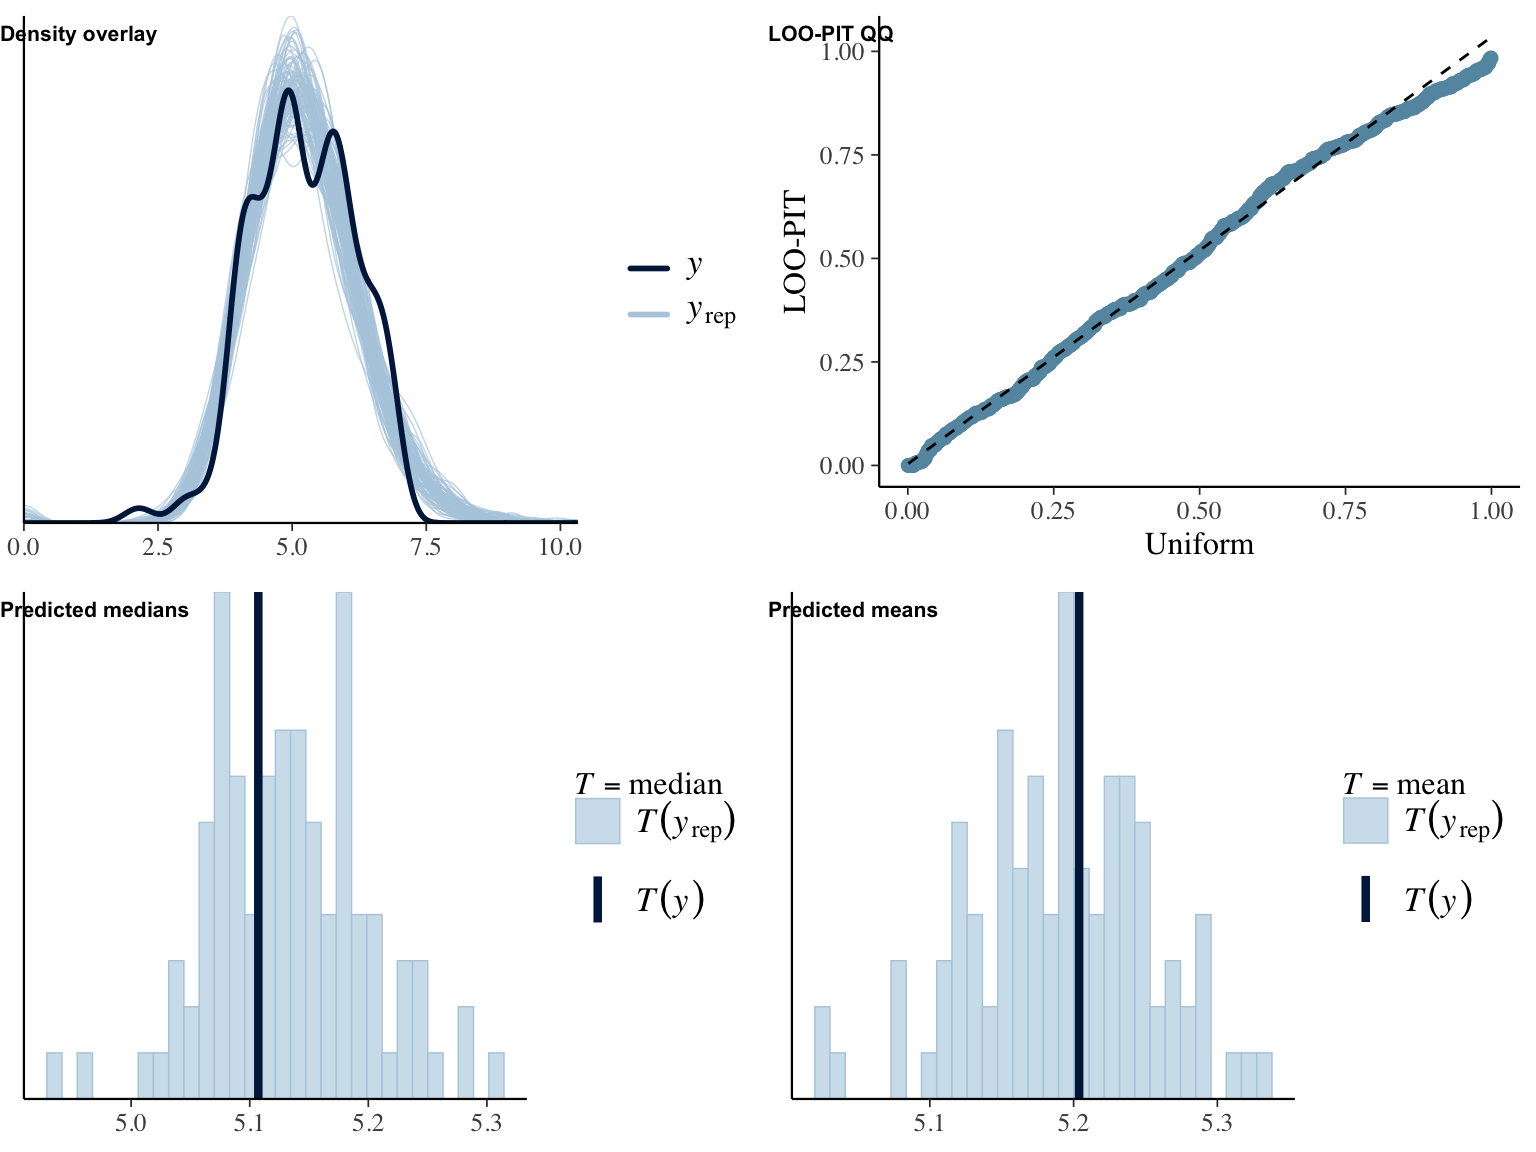 Density overlay
y
yrep
0.0 2.5 5.0 7.5 10.0
LOO-PIT QQ
1.00
0.75
0.50
0.25
0.00
LOO-PIT
0.00 0.25 0.50 0.75 1.00
Uniform
Predicted medians
T = median
T(yrep)
T(y)
5.0 5.1 5.2 5.3
Predicted means
T = mean
T(yrep)
T(y)
5.1 5.2 5.3